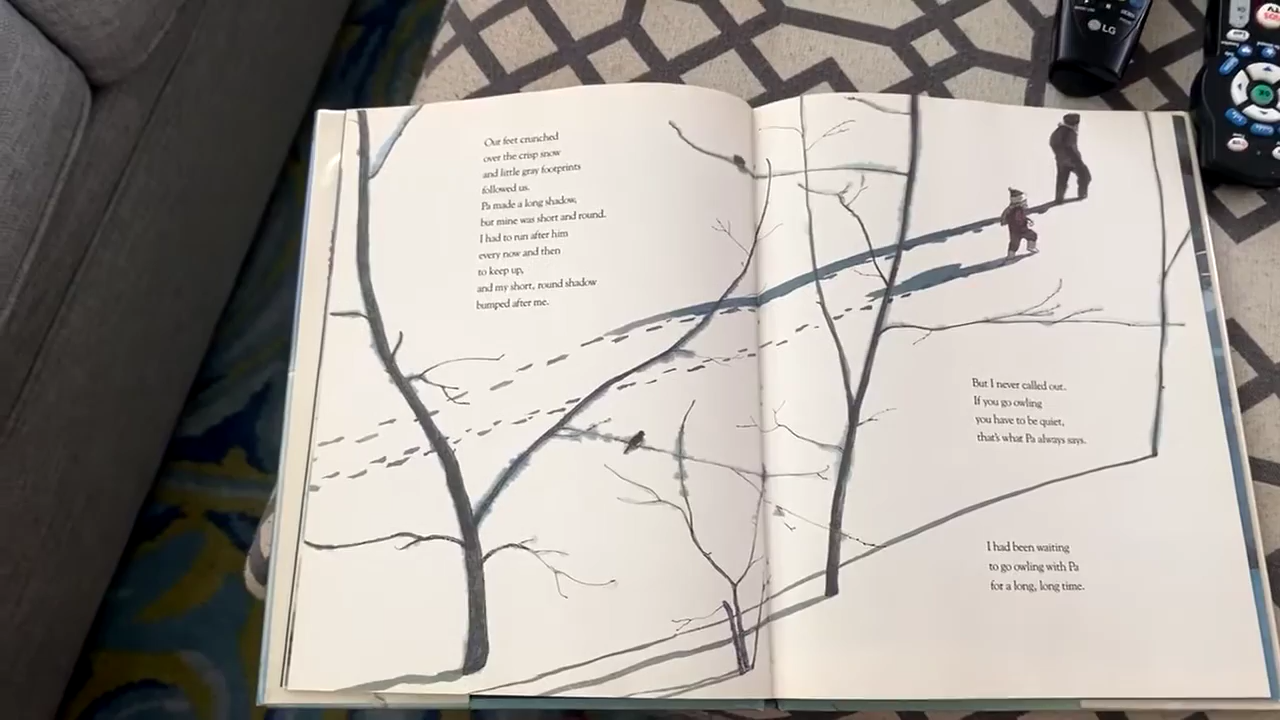 Our feet crunched
over the crisp snow
and little gray footprints
followed us.
Pa made a long shadow,
but mine was short and round.
I had to run after him
every now and then
to keep up,
and my short, round shadow
bumped after me.
But I never called out.
If you go owling
you have to be quiet,
that's what Pa always says.
I had been waiting
to go owling with Pa
for a long, long time.
LG